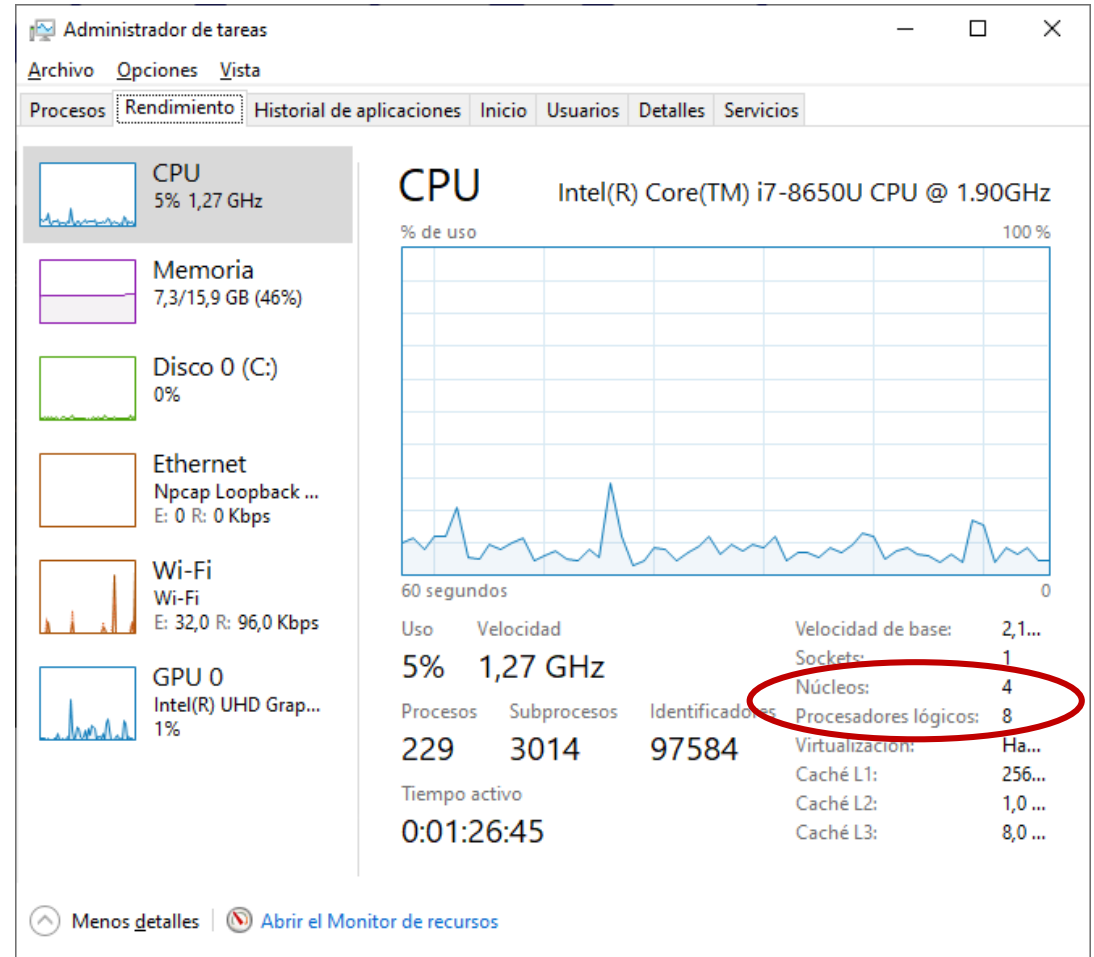 Administrador de tareas
Archivo Opciones Vista
Procesos Rendimiento Historial de aplicaciones Inicio Usuarios Detalles Servicios
CPU
5% 1,27 GHz
Memoria
7,3/15,9 GB (46%)
Disco 0 (C:)
0%
Ethernet
Npcap Loopback ...
E: 0 R: 0 Kbps
Wi-Fi
Wi-Fi
E: 32,0 R: 96,0 Kbps
GPU 0
Intel(R) UHD Grap...
1%
CPU Intel(R) Core(TM) i7-8650U CPU @ 1.90GHz
% de uso 100 %
60 segundos 0
Uso Velocidad
5% 1,27 GHz
Procesos Subprocesos Identificadores
229 3014 97584
Tiempo activo
0:01:26:45
Velocidad de base: 2,1...
Sockets: 1
Núcleos: 4
Procesadores lógicos: 8
Virtualización: Ha...
Caché L1: 256...
Caché L2: 1,0 ...
Caché L3: 8,0 ...
Menos detalles Abrir el Monitor de recursos